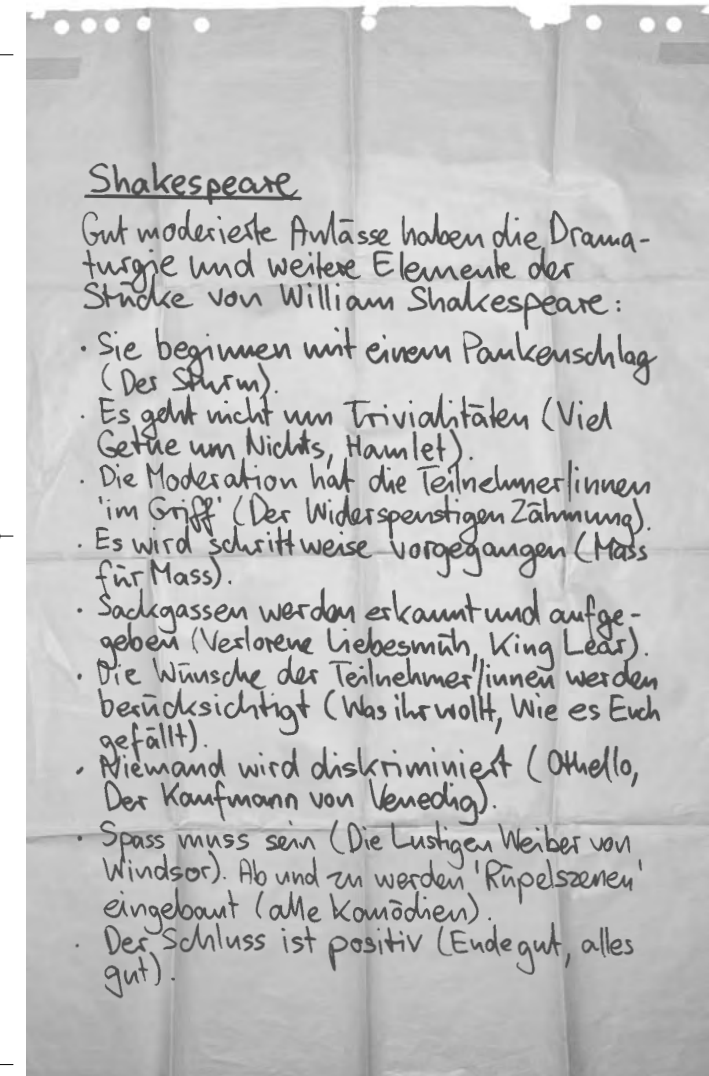 Shakespeare
Gut moderierte Anlässe haben die Drama-
turgie und weitere Elemente der
Stücke von William Shakespeare:
· Sie beginnen mit einem Paukenschlag
(Der Sturm).
· Es geht nicht um Trivialitäten (Viel
Getue um Nichts, Hamlet).
· Die Moderation hat die Teilnehmer/innen
'im Griff' (Der Widerspenstigen Zähmung).
· Es wird schrittweise vorgegangen (Mass
für Mass).
· Sackgassen werden erkannt und aufge-
geben (Verlorene Liebesmüh, King Lear).
· Die Wünsche der Teilnehmer/innen werden
berücksichtigt (Was ihr wollt, Wie es Euch
gefällt).
· Niemand wird diskriminiert (Othello,
Der Kaufmann von Venedig).
· Spass muss sein (Die Lustigen Weiber von
Windsor). Ab und zu werden 'Rüpelszenen'
eingebaut (alle Komödien).
· Der Schluss ist positiv (Ende gut, alles
gut).